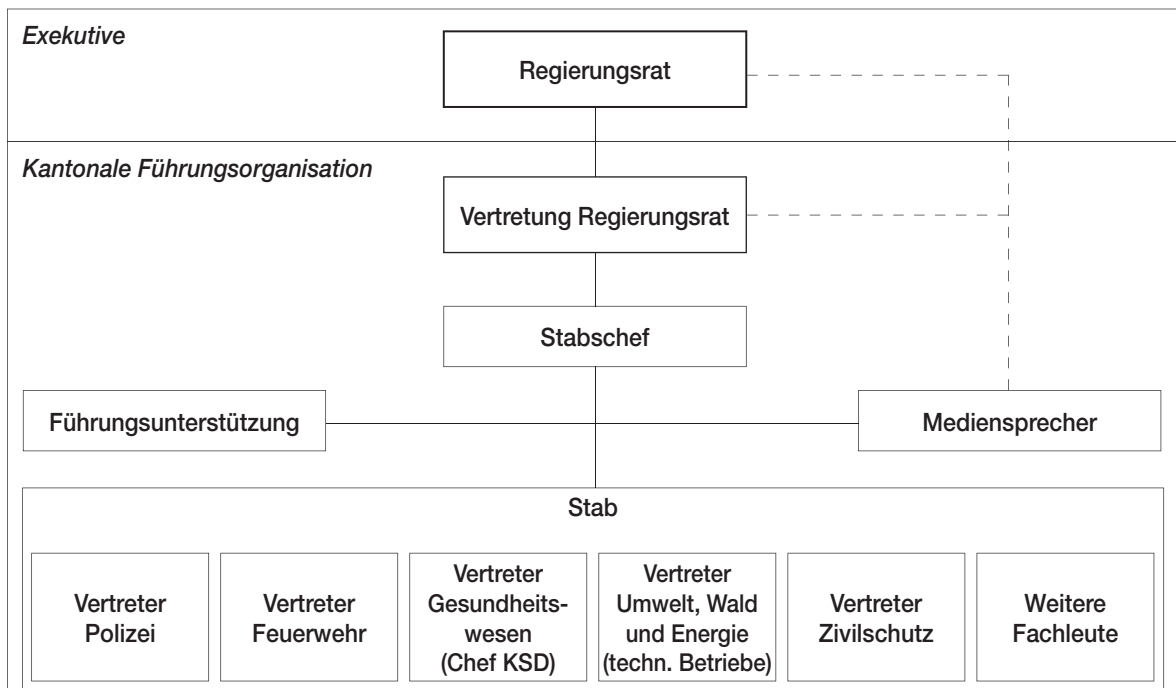 Exekutive
Regierungsrat
Kantonale Führungsorganisation
Vertretung Regierungsrat
Stabschef
Führungsunterstützung
Mediensprecher
Stab
Vertreter
Polizei
Vertreter
Feuerwehr
Vertreter
Gesundheits-
wesen
(Chef KSD)
Vertreter
Umwelt, Wald
und Energie
(techn. Betriebe)
Vertreter
Zivilschutz
Weitere
Fachleute